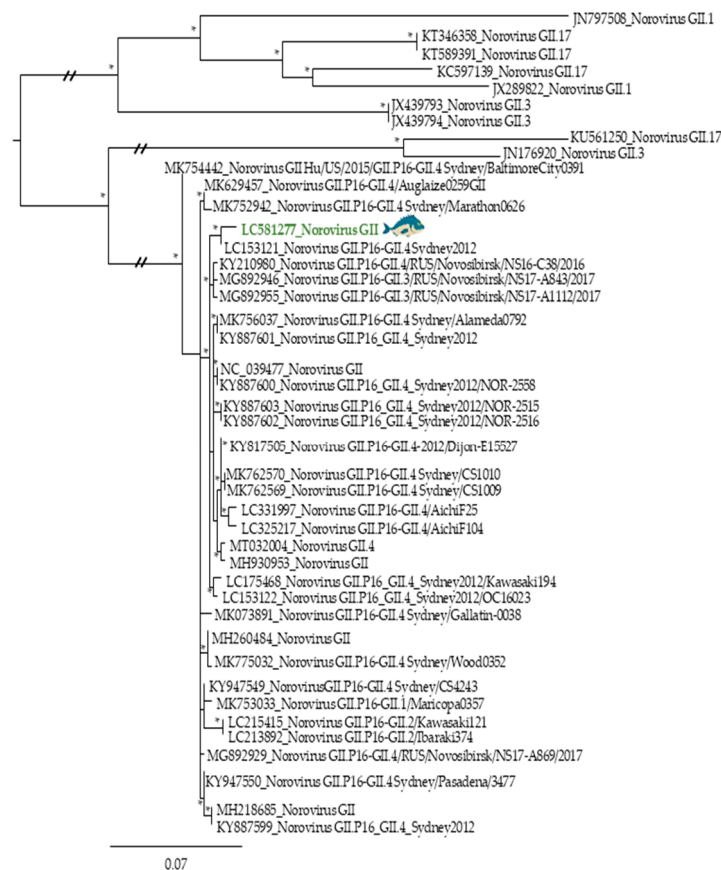 JN797508_Norovirus GII.1
KT346358_Norovirus GII.17
KT589391_Norovirus GII.17
KC597139_Norovirus GII.17
JX289822_Norovirus GII.1
JX439793_Norovirus GII.3
JX439794_Norovirus GII.3
KU561250_Norovirus GII.17
JN176920_Norovirus GII.3
MK754442_Norovirus GII Hu/US/2015/GII.P16-GII.4 Sydney/BaltimoreCity0391
MK629457_Norovirus GII.P16-GII.4/Auglaize0259GII
MK752942_Norovirus GII.P16-GII.4 Sydney/Marathon0626
LC581277_Norovirus GII
LC153121_Norovirus GII.P16-GII.4 Sydney2012
KY210980_Norovirus GII.P16-GII.4/RUS/Novosibirsk/NS16-C38/2016
MG892946_Norovirus GII.P16-GII.3/RUS/Novosibirsk/NS17-A843/2017
MG892955_Norovirus GII.P16-GII.3/RUS/Novosibirsk/NS17-A1112/2017
MK756037_Norovirus GII.P16-GII.4 Sydney/Alameda0792
KY887601_Norovirus GII.P16_GII.4_Sydney2012
NC_039477_Norovirus GII
KY887600_Norovirus GII.P16_GII.4_Sydney2012/NOR-2558
KY887603_Norovirus GII.P16_GII.4_Sydney2012/NOR-2515
KY887602_Norovirus GII.P16_GII.4_Sydney2012/NOR-2516
KY817505_Norovirus GII.P16-GII.4-2012/Dijon-E15527
MK762570_Norovirus GII.P16-GII.4 Sydney/CS1010
MK762569_Norovirus GII.P16-GII.4 Sydney/CS1009
LC331997_Norovirus GII.P16-GII.4/AichiF25
LC325217_Norovirus GII.P16-GII.4/AichiF104
MT032004_Norovirus GII.4
MH930953_Norovirus GII
LC175468_Norovirus GII.P16_GII.4_Sydney2012/Kawasaki194
LC153122_Norovirus GII.P16_GII.4_Sydney2012/OC16023
MK073891_Norovirus GII.P16-GII.4 Sydney/Gallatin-0038
MH260484_Norovirus GII
MK775032_Norovirus GII.P16-GII.4 Sydney/Wood0352
KY947549_NorovirusGII.P16-GII.4 Sydney/CS4243
MK753033_Norovirus GII.P16-GII.1/Maricopa0357
LC215415_Norovirus GII.P16-GII.2/Kawasaki121
LC213892_Norovirus GII.P16-GII.2/Ibaraki374
MG892929_Norovirus GII.P16-GII.4/RUS/Novosibirsk/NS17-A869/2017
KY947550_Norovirus GII.P16-GII.4 Sydney/Pasadena/3477
MH218685_Norovirus GII
KY887599_Norovirus GII.P16_GII.4_Sydney2012
0.07